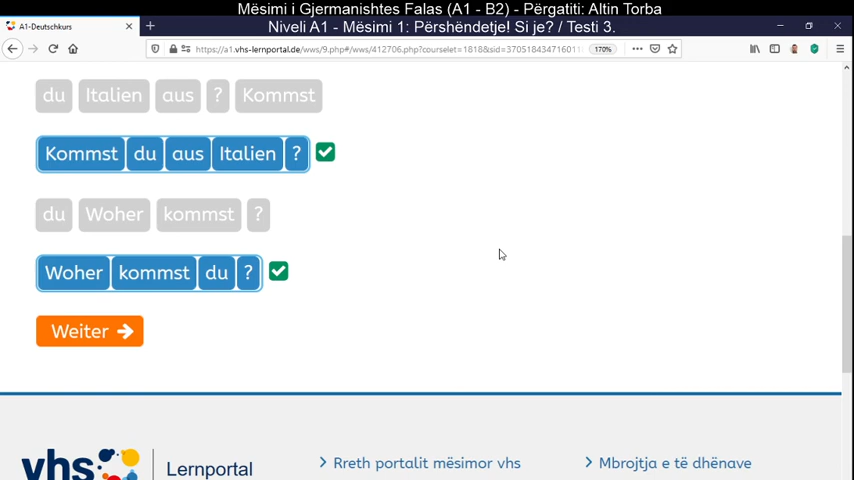 Mësimi i Gjermanishtes Falas (A1 - B2) - Përgatiti: Altin Torba
Niveli A1 - Mësimi 1: Përshëndetje! Si je? / Testi 3.
A1-Deutschkurs
https://a1.vhs-lernportal.de/wws/9.php#/wws/412706.php?courselet=1818&sid=370518434716011
170%
du Italien aus ? Kommst
Kommst du aus Italien ?
du Woher kommst ?
Woher kommst du ?
Weiter
vhs Lernportal
Rreth portalit mësimor vhs
Mbrojtja e të dhënave